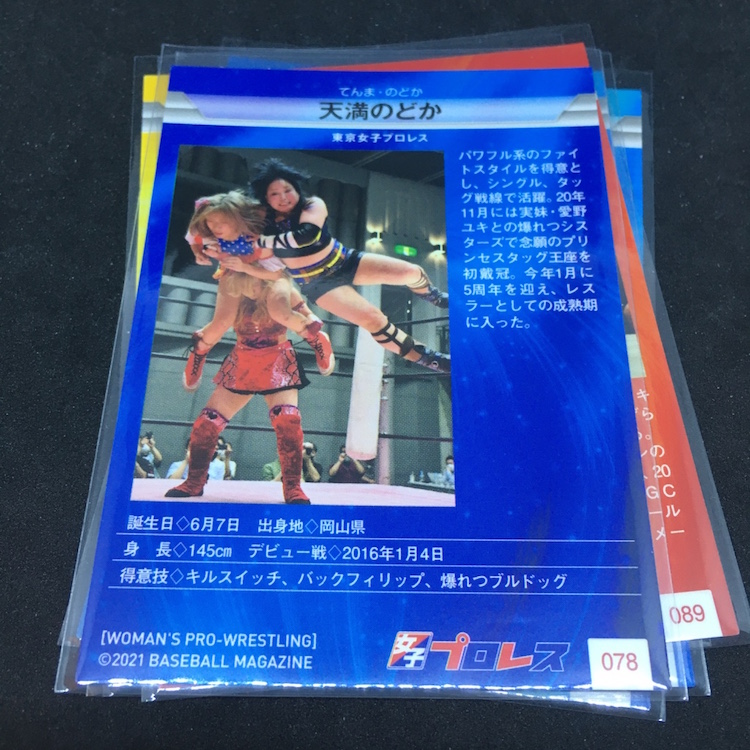 てんま・のどか
天満のどか
東京女子プロレス
パワフル系のファイ
トスタイルを得意と
し、シングル、タッ
グ戦線で活躍。20年
11月には実妹・愛野
ユキとの爆れつシス
ターズで念願のプリ
ンセスタッグ王座を
初戴冠。今年1月に
5周年を迎え、レス
ラーとしての成熟期
に入った。
誕生日◇6月7日 出身地◇岡山県
身 長◇145cm デビュー戦◇2016年1月4日
得意技◇キルスイッチ、バックフィリップ、爆れつブルドッグ
[WOMAN'S PRO-WRESTLING]
©2021 BASEBALL MAGAZINE
女子プロレス
078
089